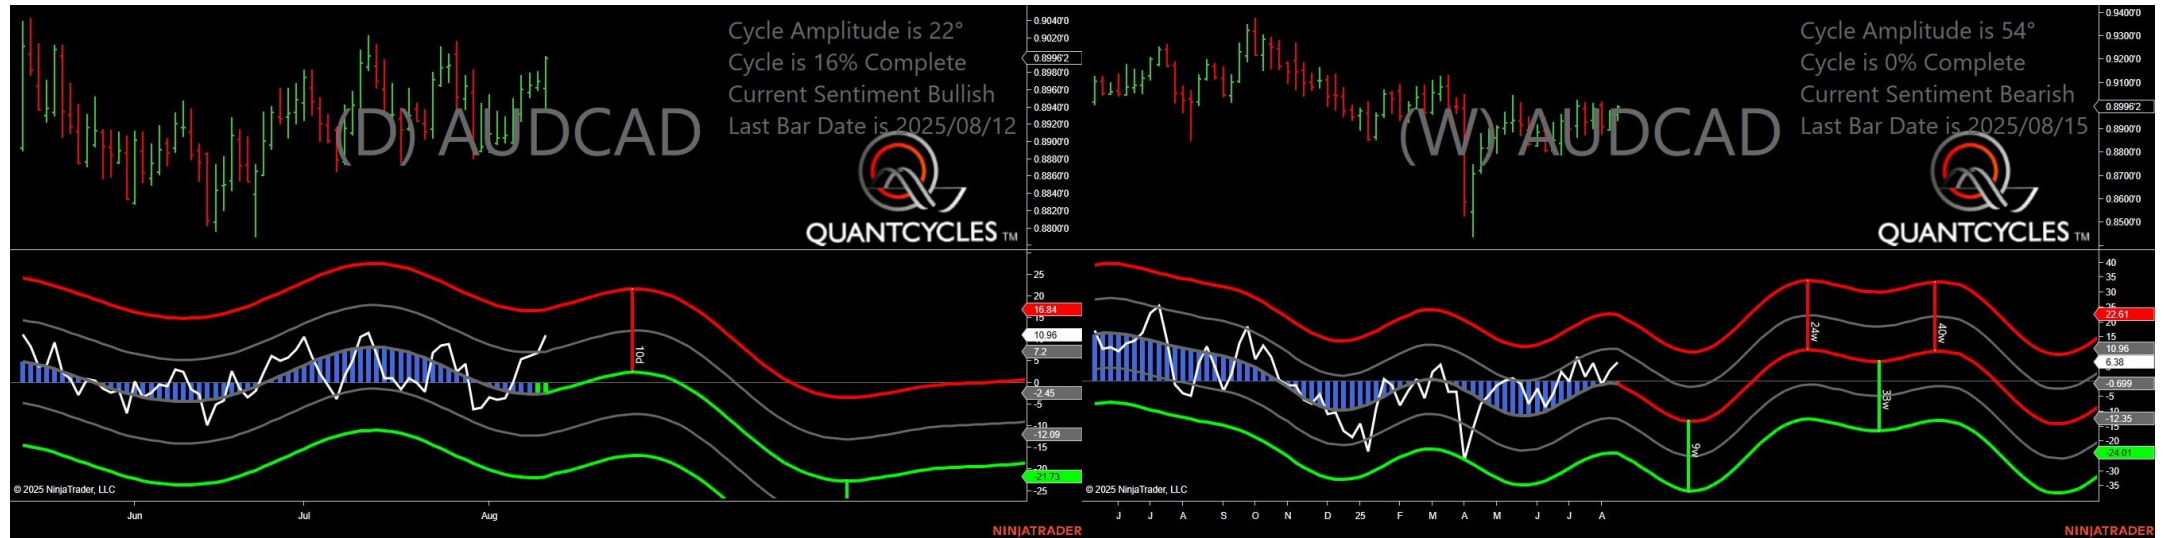 Cycle Amplitude is 22°
Cycle is 16% Complete
Current Sentiment Bullish
Last Bar Date is 2025/08/12
(D) AUDCAD
QUANTCYCLES TM
0.9040'0
0.9020'0
0.8996'2
0.8980'0
0.8960'0
0.8940'0
0.8920'0
0.8900'0
0.8880'0
0.8860'0
0.8840'0
0.8820'0
0.8800'0
25
20
16.84
15
10.96
7.2
0
-2.45
-5
-10
-12.09
-15
-20
-21.73
-25
10d
© 2025 NinjaTrader, LLC
Jun Jul Aug
NINJATRADER
Cycle Amplitude is 54°
Cycle is 0% Complete
Current Sentiment Bearish
Last Bar Date is 2025/08/15
(W) AUDCAD
QUANTCYCLES TM
0.9400'0
0.9300'0
0.9200'0
0.9100'0
0.8996'2
0.8900'0
0.8800'0
0.8700'0
0.8600'0
0.8500'0
40
35
30
22.61
20
15
10.96
6.38
-0.699
-5
-10
-12.35
-15
-20
-24.01
-30
-35
24w
40w
33w
9w
© 2025 NinjaTrader, LLC
J J A S O N D 25 F M A M J J A
NINJATRADER